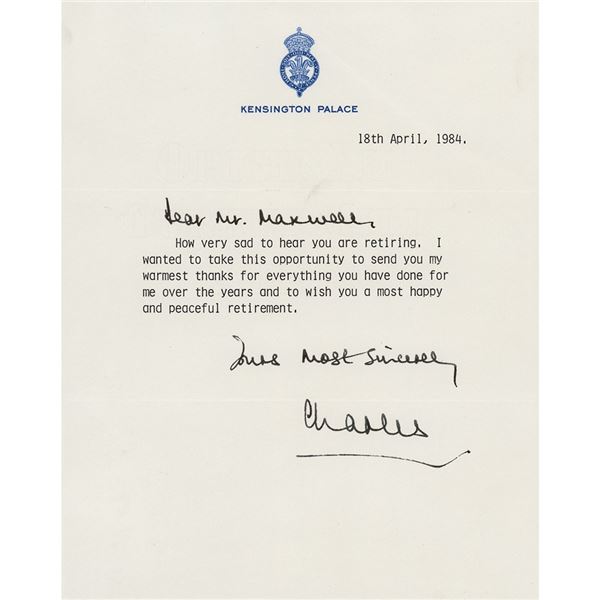 KENSINGTON PALACE
18th April, 1984.
Dear Mr. Maxwell,
How very sad to hear you are retiring. I
wanted to take this opportunity to send you my
warmest thanks for everything you have done for
me over the years and to wish you a most happy
and peaceful retirement.
Yours most sincerely
Charles